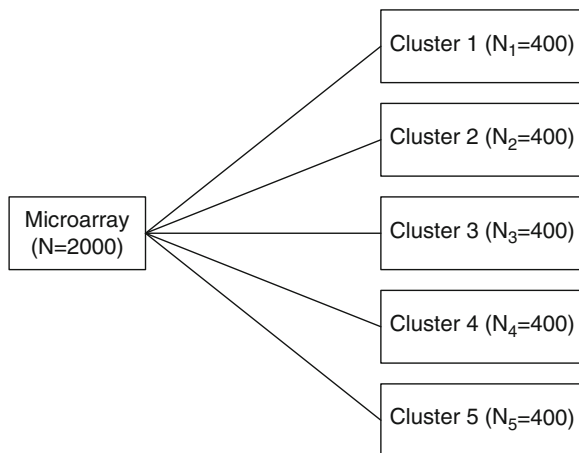 Cluster 1 (N₁=400)
Cluster 2 (N₂=400)
Microarray
(N=2000)
Cluster 3 (N₃=400)
Cluster 4 (N₄=400)
Cluster 5 (N₅=400)